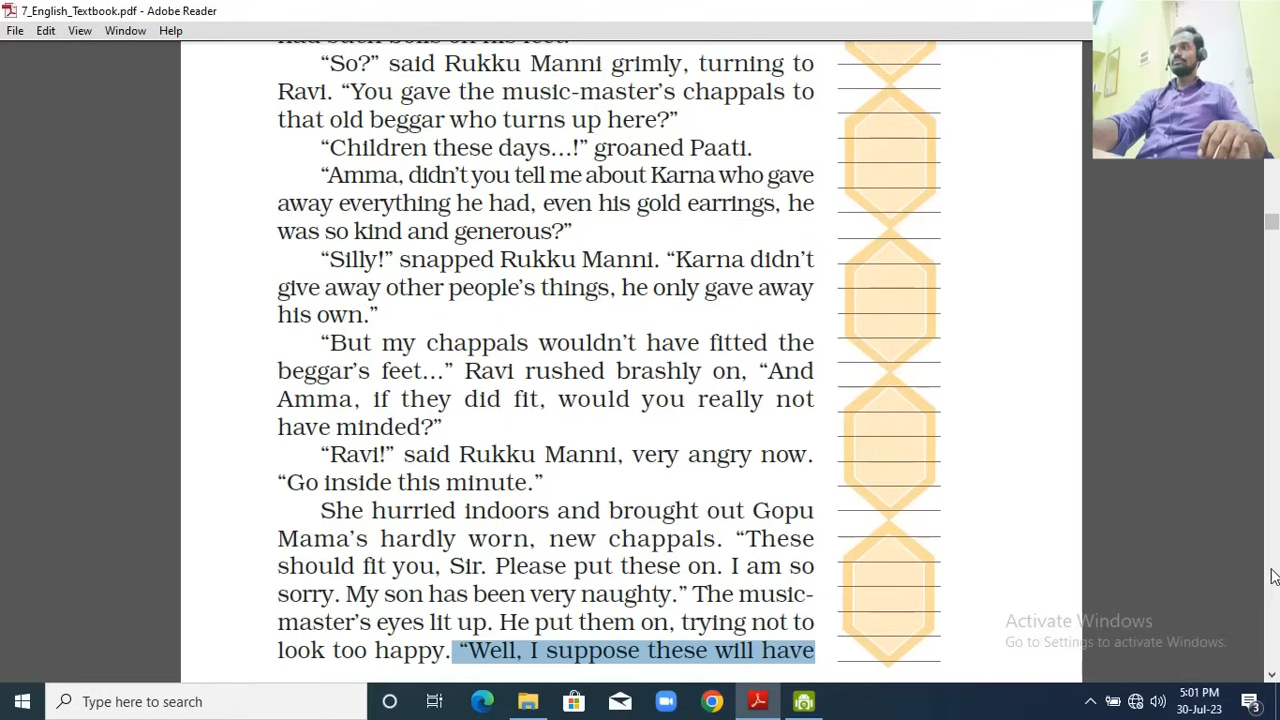 7_English_Textbook.pdf - Adobe Reader
File Edit View Window Help
had such boils on his feet.
“So?” said Rukku Manni grimly, turning to
Ravi. “You gave the music-master’s chappals to
that old beggar who turns up here?”
“Children these days...!” groaned Paati.
“Amma, didn’t you tell me about Karna who gave
away everything he had, even his gold earrings, he
was so kind and generous?”
“Silly!” snapped Rukku Manni. “Karna didn’t
give away other people’s things, he only gave away
his own.”
“But my chappals wouldn’t have fitted the
beggar’s feet...” Ravi rushed brashly on, “And
Amma, if they did fit, would you really not
have minded?”
“Ravi!” said Rukku Manni, very angry now.
“Go inside this minute.”
She hurried indoors and brought out Gopu
Mama’s hardly worn, new chappals. “These
should fit you, Sir. Please put these on. I am so
sorry. My son has been very naughty.” The music-
master’s eyes lit up. He put them on, trying not to
look too happy. “Well, I suppose these will have
Activate Windows
Go to Settings to activate Windows.
Type here to search
5:01 PM
30-Jul-23
3